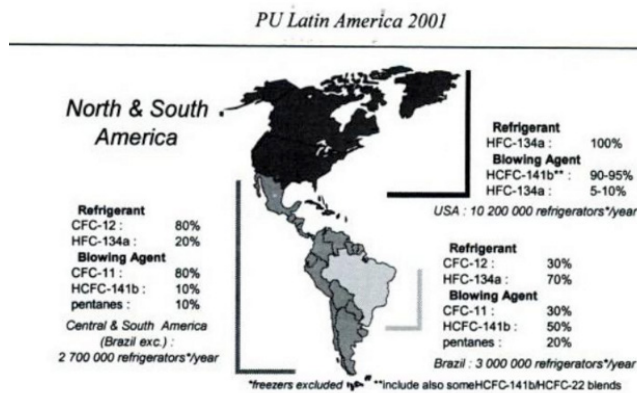 PU Latin America 2001
North & South
America
Refrigerant
HFC-134a : 100%
Blowing Agent
HCFC-141b** : 90-95%
HFC-134a : 5-10%
USA : 10 200 000 refrigerators*/year
Refrigerant
CFC-12 : 80%
HFC-134a : 20%
Blowing Agent
CFC-11 : 80%
HCFC-141b : 10%
pentanes : 10%
Central & South America
(Brazil exc.) :
2 700 000 refrigerators*/year
Refrigerant
CFC-12 : 30%
HFC-134a : 70%
Blowing Agent
CFC-11 : 30%
HCFC-141b : 50%
pentanes : 20%
Brazil : 3 000 000 refrigerators*/year
*freezers excluded **include also someHCFC-141b/HCFC-22 blends